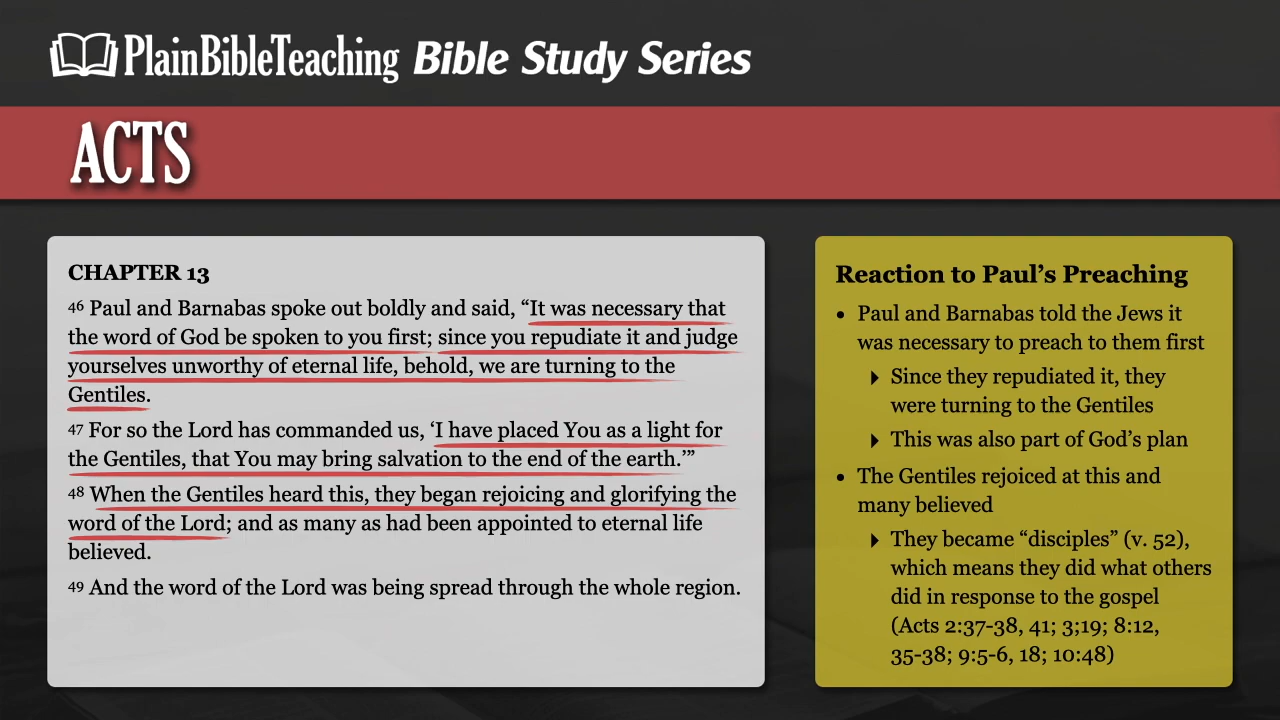 PlainBibleTeaching Bible Study Series
ACTS
CHAPTER 13
46 Paul and Barnabas spoke out boldly and said, “It was necessary that
the word of God be spoken to you first; since you repudiate it and judge
yourselves unworthy of eternal life, behold, we are turning to the
Gentiles.
47 For so the Lord has commanded us, ‘I have placed You as a light for
the Gentiles, that You may bring salvation to the end of the earth.’”
48 When the Gentiles heard this, they began rejoicing and glorifying the
word of the Lord; and as many as had been appointed to eternal life
believed.
49 And the word of the Lord was being spread through the whole region.
Reaction to Paul’s Preaching
• Paul and Barnabas told the Jews it
was necessary to preach to them first
Since they repudiated it, they
were turning to the Gentiles
This was also part of God’s plan
• The Gentiles rejoiced at this and
many believed
They became “disciples” (v. 52),
which means they did what others
did in response to the gospel
(Acts 2:37-38, 41; 3;19; 8:12,
35-38; 9:5-6, 18; 10:48)